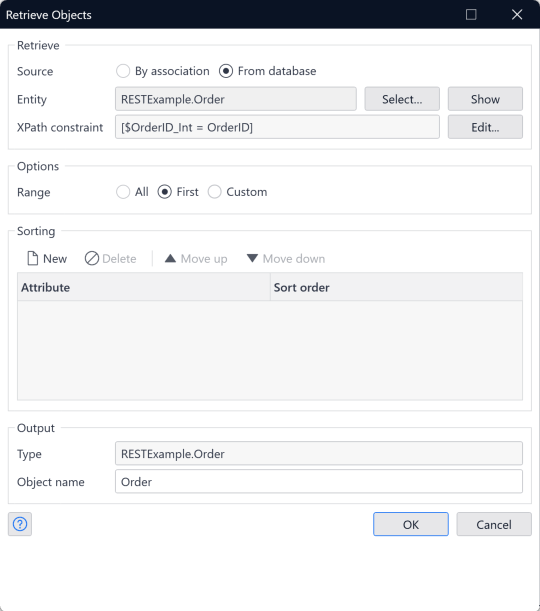 Retrieve Objects
Retrieve
Source By association From database
Entity RESTExample.Order Select... Show
XPath constraint [$OrderID_Int = OrderID] Edit...
Options
Range All First Custom
Sorting
New Delete Move up Move down
Attribute Sort order
Output
Type RESTExample.Order
Object name Order
? OK Cancel